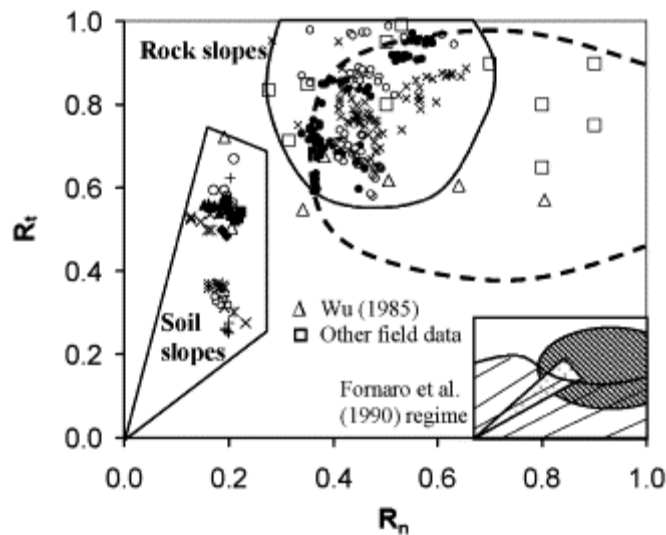 1.0
0.8
0.6
0.4
0.2
0.0
R_t
Rock slopes
Soil slopes
△ Wu (1985)
□ Other field data
Fornaro et al.
(1990) regime
0.0 0.2 0.4 0.6 0.8 1.0
R_n